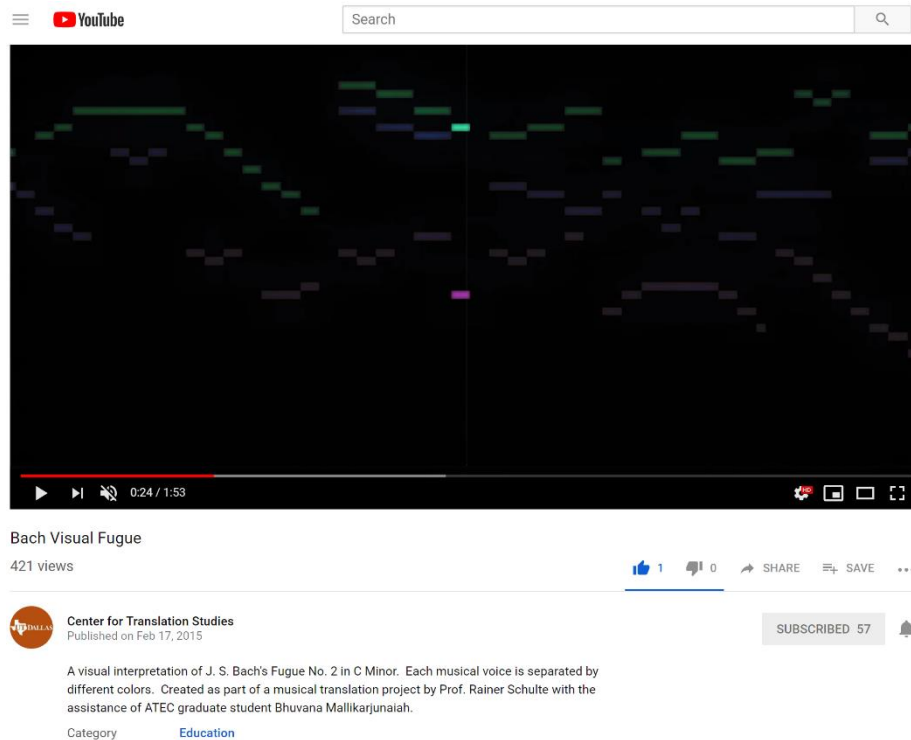 YouTube
Search
HD
0:24 / 1:53
Bach Visual Fugue
421 views
1 0 SHARE SAVE
UT DALLAS
Center for Translation Studies
Published on Feb 17, 2015
SUBSCRIBED 57
A visual interpretation of J. S. Bach's Fugue No. 2 in C Minor. Each musical voice is separated by
different colors. Created as part of a musical translation project by Prof. Rainer Schulte with the
assistance of ATEC graduate student Bhuvana Mallikarjunaiah.
Category Education